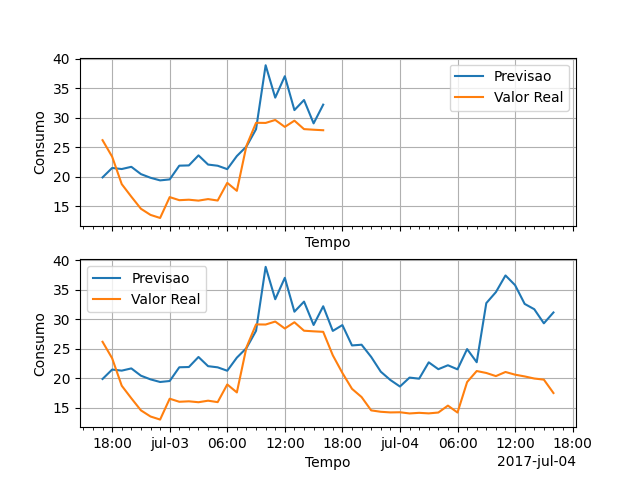 40
35
30
25
20
15
Consumo
Previsao
Valor Real
Tempo
40
35
30
25
20
15
Consumo
Previsao
Valor Real
18:00 jul-03 06:00 12:00 18:00 jul-04 06:00 12:00 18:00
Tempo
2017-jul-04